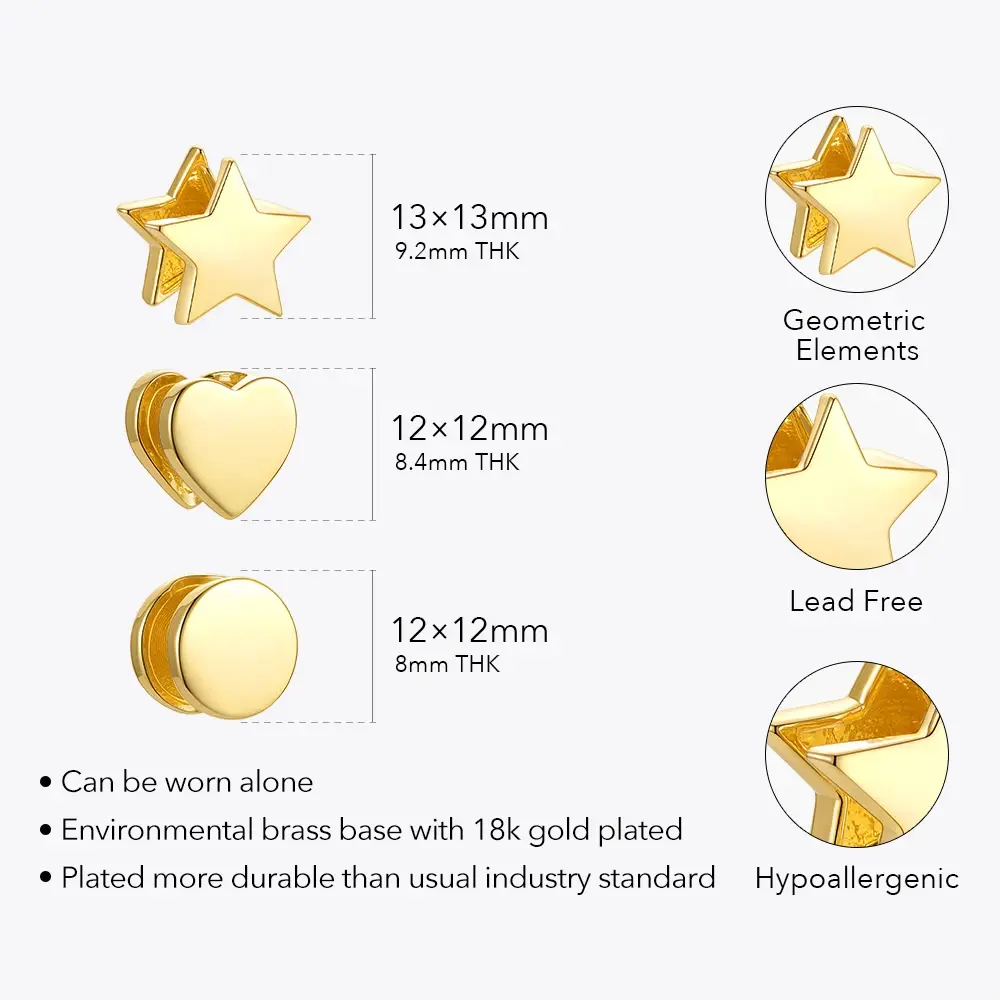 13×13mm
9.2mm THK
Geometric
Elements
12×12mm
8.4mm THK
Lead Free
12×12mm
8mm THK
• Can be worn alone
• Environmental brass base with 18k gold plated
• Plated more durable than usual industry standard
Hypoallergenic